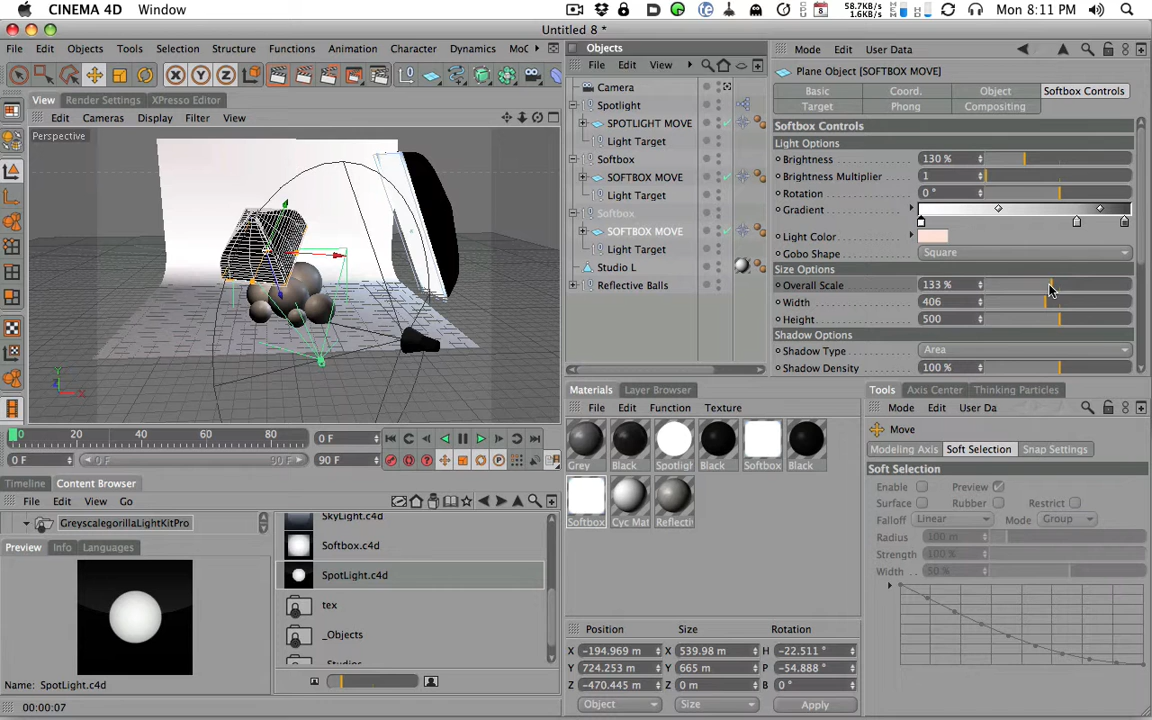 CINEMA 4D Window 58.7KB/s 1.6KB/s CPU 8 MEM Mon 8:11 PM
Untitled 8 *
File Edit Objects Tools Selection Structure Functions Animation Character Dynamics MoC
View Render Settings XPresso Editor
View Cameras Display Filter View
Perspective
Y
X
0 20 40 60 80 0 F
0 F 0 F 90 F 90 F
Timeline Content Browser
File Edit View Go
GreyscalegorillaLightKitPro
Preview Info Languages
Name: SpotLight.c4d
SkyLight.c4d
Softbox.c4d
SpotLight.c4d
tex
_Objects
_Studios
00:00:07
Objects
File Edit View
Camera
Spotlight
SPOTLIGHT MOVE
Light Target
Softbox
SOFTBOX MOVE
Light Target
Softbox
SOFTBOX MOVE
Light Target
Studio L
Reflective Balls
Mode Edit User Data
Plane Object [SOFTBOX MOVE]
Basic Coord. Object Softbox Controls
Target Phong Compositing
Softbox Controls
Light Options
Brightness 130 %
Brightness Multiplier 1
Rotation 0 °
Gradient
Light Color
Gobo Shape Square
Size Options
Overall Scale 133 %
Width 406
Height 500
Shadow Options
Shadow Type Area
Shadow Density 100 %
Materials Layer Browser
File Edit Function Texture
Grey Black Spotligh Black Softbox Black
Softbox Cyc Mat Reflecti
Position Size Rotation
X -194.969 m X 539.98 m H -22.511 °
Y 724.253 m Y 665 m P -54.888 °
Z -470.445 m Z 0 m B 0 °
Object Size Apply
Tools Axis Center Thinking Particles
Mode Edit User Da
Move
Modeling Axis Soft Selection Snap Settings
Soft Selection
Enable Preview
Surface Rubber Restrict
Falloff Linear Mode Group
Radius 100 m
Strength 100 %
Width 50 %